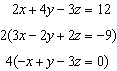 2x + 4y − 3z = 12
2(3x − 2y + 2z = −9)
4(−x + y − 3z = 0)